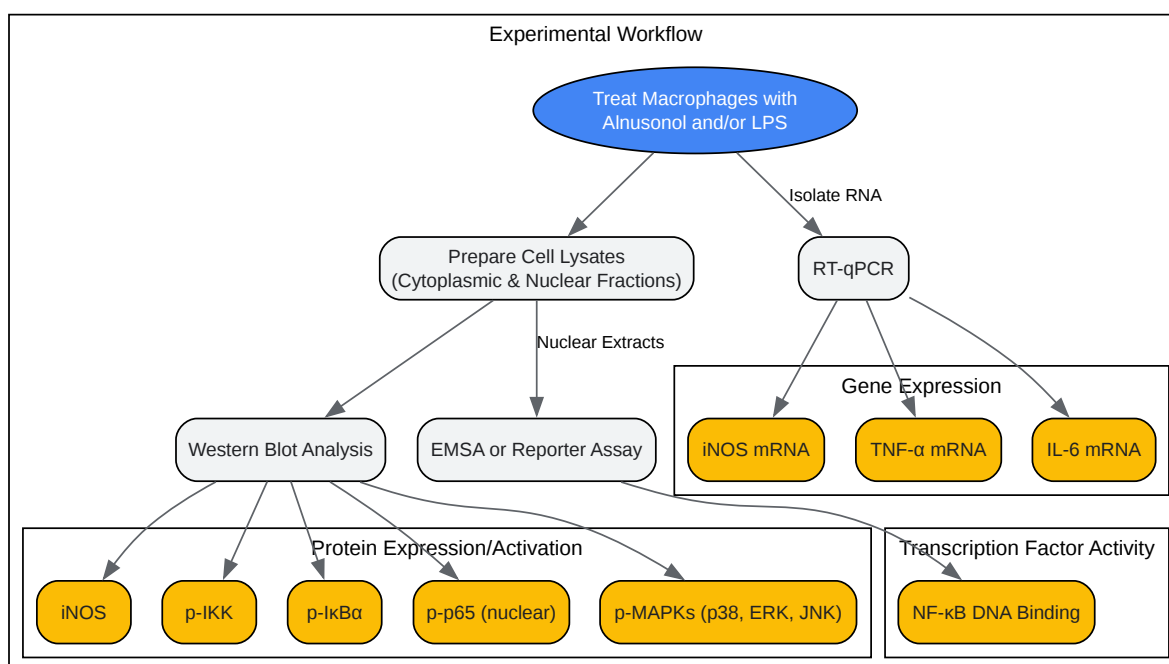 Experimental Workflow
Treat Macrophages with
Alnusonol and/or LPS
Isolate RNA
Prepare Cell Lysates
(Cytoplasmic & Nuclear Fractions)
RT-qPCR
Nuclear Extracts
Gene Expression
Western Blot Analysis
EMSA or Reporter Assay
iNOS mRNA
TNF-α mRNA
IL-6 mRNA
Protein Expression/Activation
Transcription Factor Activity
iNOS
p-IKK
p-IκBα
p-p65 (nuclear)
p-MAPKs (p38, ERK, JNK)
NF-κB DNA Binding